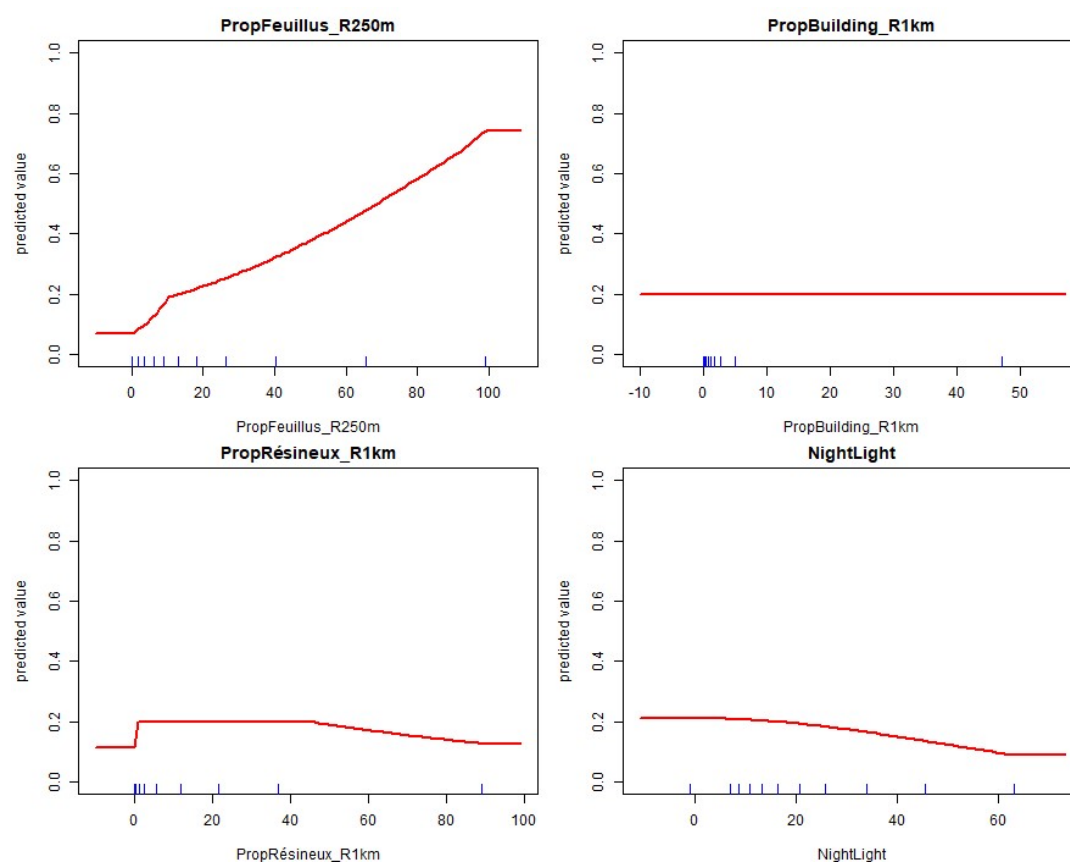 PropFeuillus_R250m
predicted value
0.0 0.2 0.4 0.6 0.8 1.0
0 20 40 60 80 100
PropFeuillus_R250m
PropBuilding_R1km
predicted value
0.0 0.2 0.4 0.6 0.8 1.0
-10 0 10 20 30 40 50
PropBuilding_R1km
PropRésineux_R1km
predicted value
0.0 0.2 0.4 0.6 0.8 1.0
0 20 40 60 80 100
PropRésineux_R1km
NightLight
predicted value
0.0 0.2 0.4 0.6 0.8 1.0
0 20 40 60
NightLight